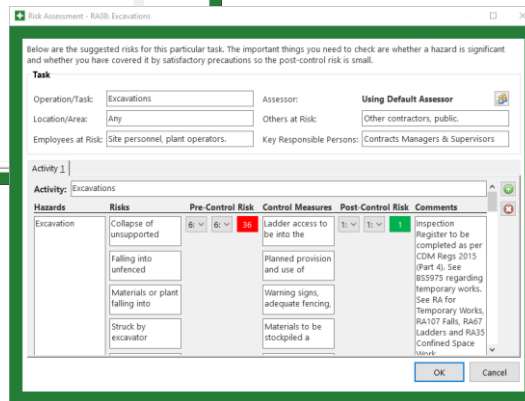 Risk Assessment - RA08: Excavations
Below are the suggested risks for this particular task. The important things you need to check are whether a hazard is significant
and whether you have covered it by satisfactory precautions so the post-control risk is small.
Task
Operation/Task: Excavations Assessor: Using Default Assessor
Location/Area: Any Others at Risk: Other contractors, public.
Employees at Risk: Site personnel, plant operators. Key Responsible Persons: Contracts Managers & Supervisors
Activity 1
Activity: Excavations
Hazards Risks Pre-Control Risk Control Measures Post-Control Risk Comments
Excavation
Collapse of
unsupported
Falling into
unfenced
Materials or plant
falling into
Struck by
excavator
6: 6: 36
Ladder access to
be into the
Planned provision
and use of
Warning signs,
adequate fencing,
Materials to be
stockpiled a
1: 1: 1
Inspection
Register to be
completed as per
CDM Regs 2015
(Part 4). See
BS5975 regarding
temporary works.
See RA for
Temporary Works,
RA107 Falls, RA67
Ladders and RA35
Confined Space
Work
OK Cancel